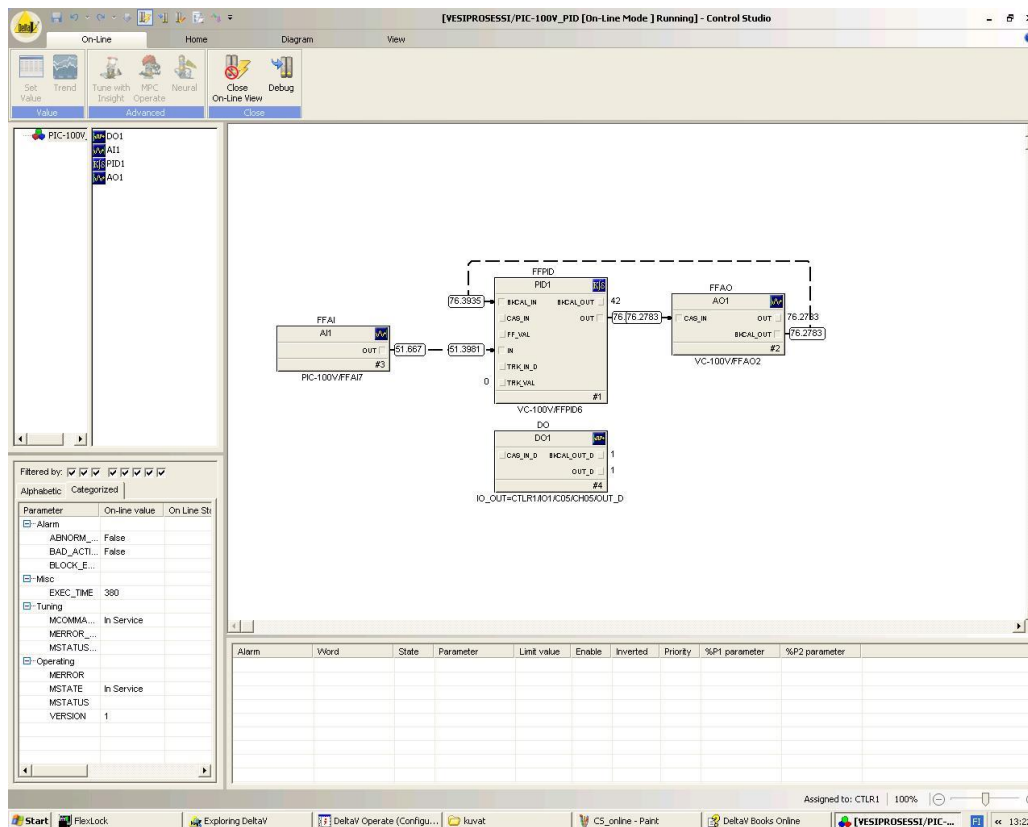 [VESIPROSESSI/PIC-100V_PID [On-Line Mode ] Running] - Control Studio
On-Line Home Diagram View
Set Value
Trend
Tune with Insight
MPC Operate
Neural
Close On-Line View
Debug
Value Advanced Close
PIC-100V_
DO1
AI1
PID1
AO1
FFAI
AI1
OUT
#3
PIC-100V/FFAI7
51.667
51.3981
76.3935
FFPID
PID1
BKCAL_IN BKCAL_OUT 42
CAS_IN OUT
FF_VAL
IN
TRK_IN_D
0 TRK_VAL
#1
VC-100V/FFPID6
76.2783
FFAO
AO1
CAS_IN OUT 76.2783
BKCAL_OUT 76.2783
#2
VC-100V/FFAO2
DO
DO1
CAS_IN_D BKCAL_OUT_D 1
OUT_D 1
#4
IO_OUT=CTLR1/IO1/C05/CH05/OUT_D
Filtered by:
Alphabetic Categorized
Parameter On-line value On Line Sta
Alarm
ABNORM_... False
BAD_ACTI... False
BLOCK_E...
Misc
EXEC_TIME 380
Tuning
MCOMMA... In Service
MERROR_...
MSTATUS...
Operating
MERROR
MSTATE In Service
MSTATUS
VERSION 1
Alarm Word State Parameter Limit value Enable Inverted Priority %P1 parameter %P2 parameter
Assigned to: CTLR1 100%
Start FlexLock Exploring DeltaV DeltaV Operate (Configu... kuvat CS_online - Paint DeltaV Books Online [VESIPROSESSI/PIC-... FI